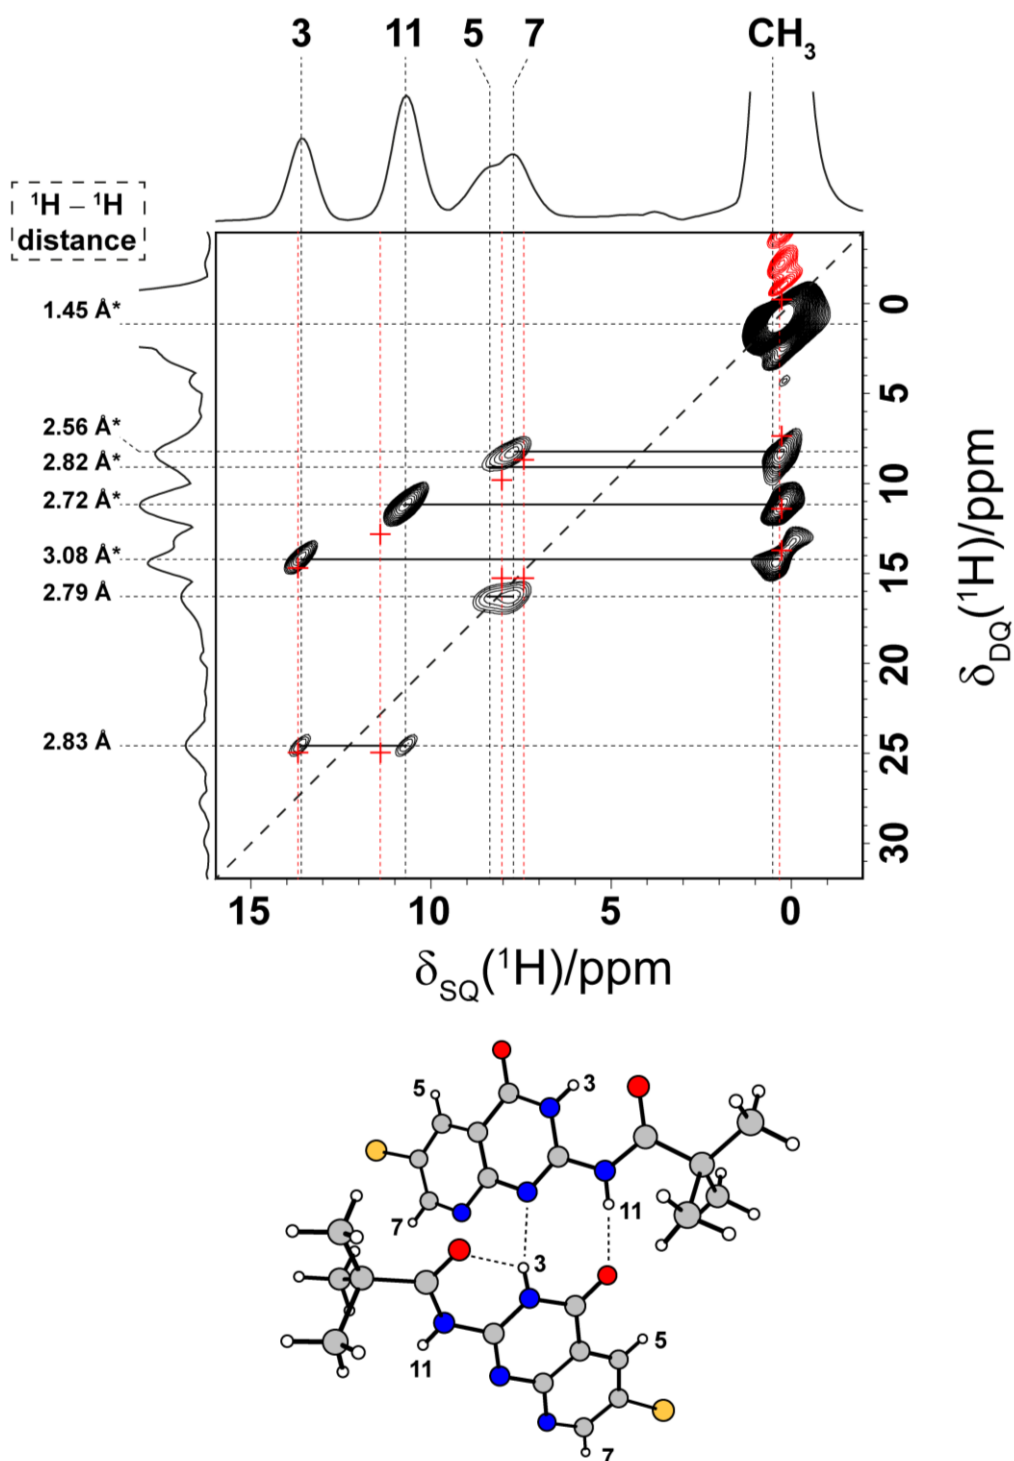 3 11 5 7 CH₃
¹H – ¹H
distance
1.45 Å*
2.56 Å*
2.82 Å*
2.72 Å*
3.08 Å*
2.79 Å
2.83 Å
0
5
10
15
20
25
30
δDQ(¹H)/ppm
15 10 5 0
δSQ(¹H)/ppm
5
3
11
7
3
5
11
7